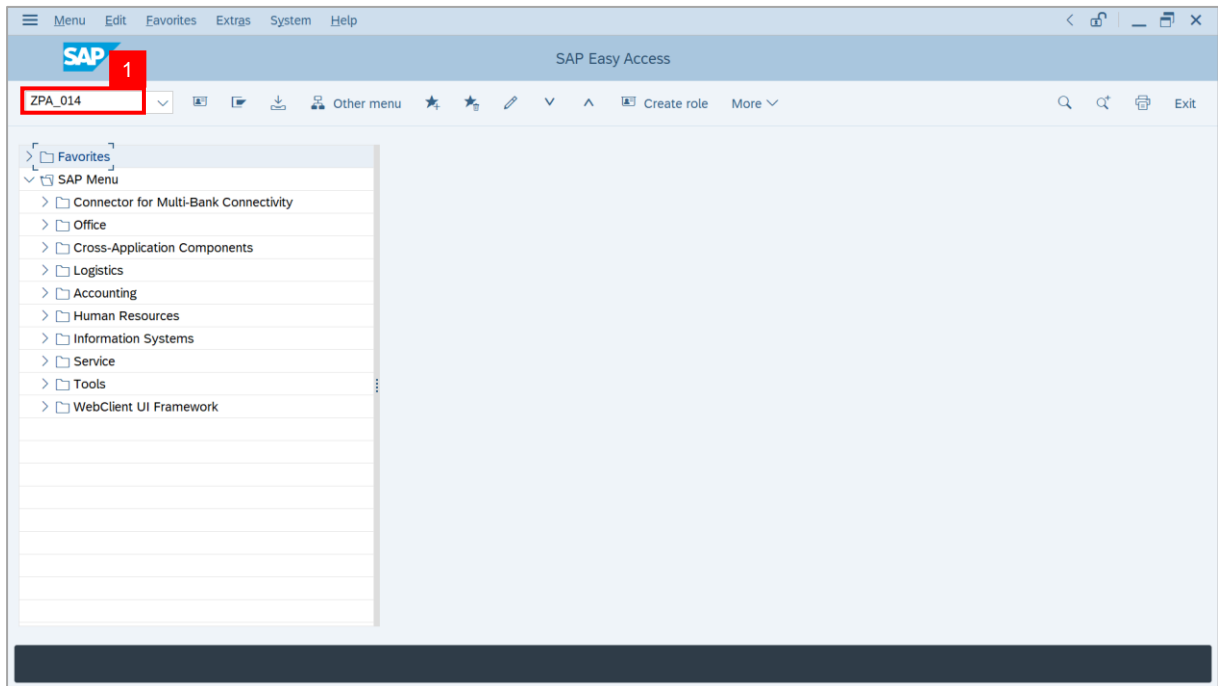 Menu Edit Favorites Extras System Help
SAP
SAP Easy Access
1
ZPA_014 Other menu Create role More Exit
Favorites
SAP Menu
Connector for Multi-Bank Connectivity
Office
Cross-Application Components
Logistics
Accounting
Human Resources
Information Systems
Service
Tools
WebClient UI Framework